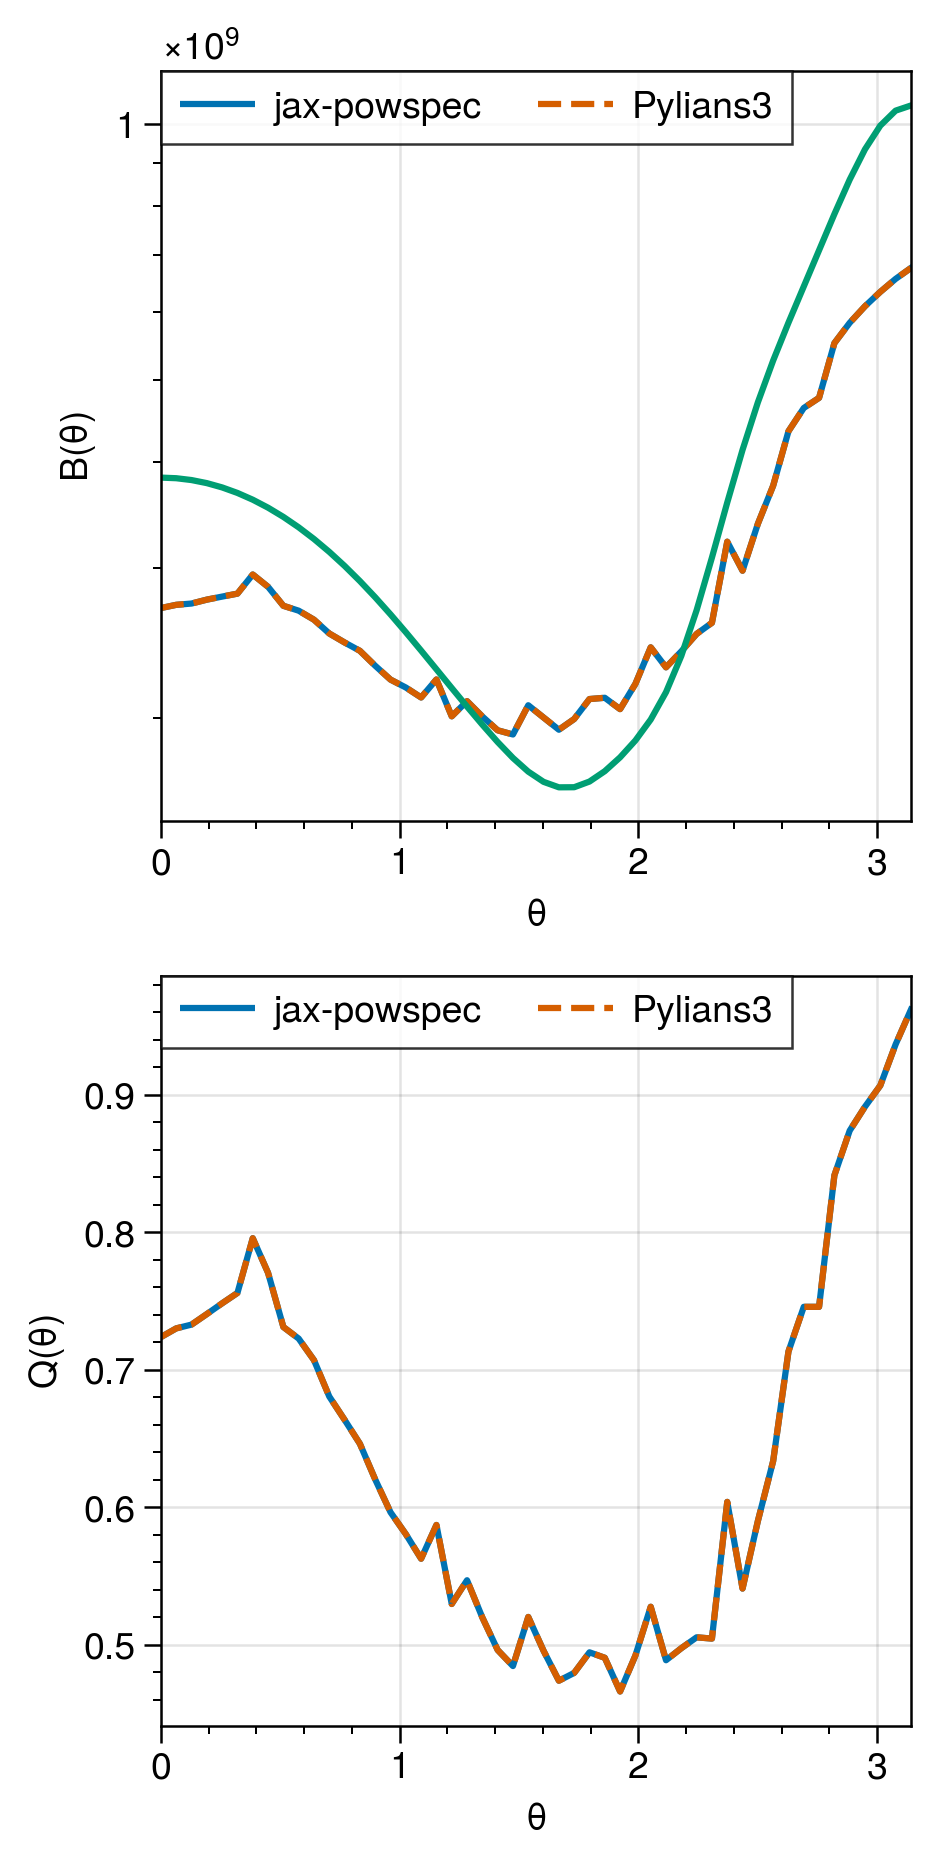 ×10⁹
jax-powspec Pylians3
1
B(θ)
0 1 2 3
θ
jax-powspec Pylians3
0.9
0.8
0.7
0.6
0.5
Q(θ)
0 1 2 3
θ